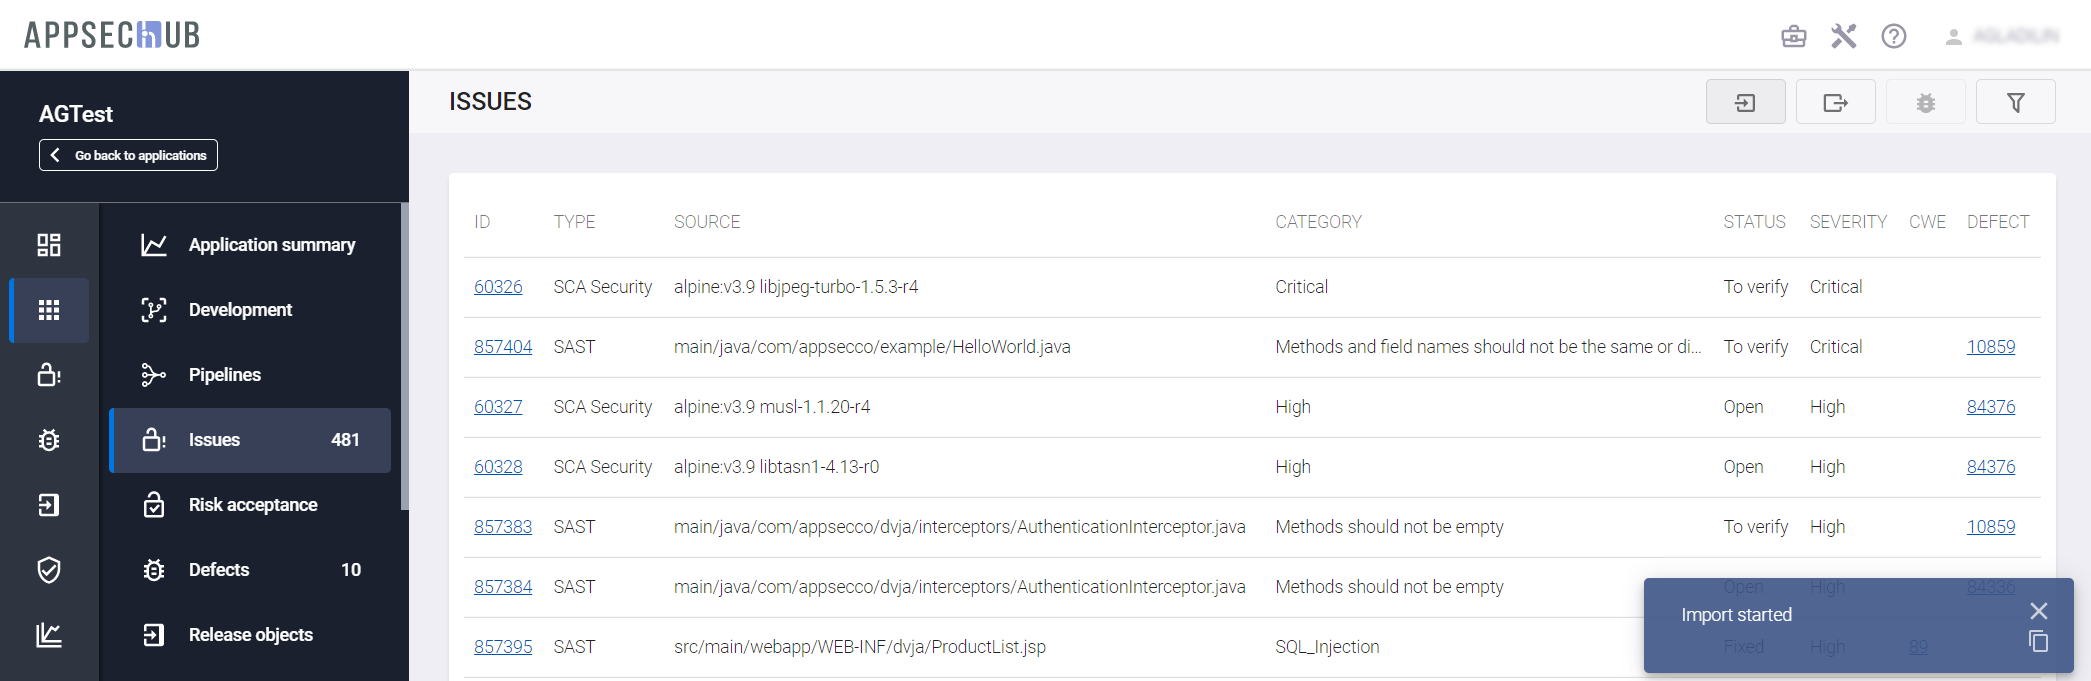 APPSECHUB
AGTest
Go back to applications
Application summary
Development
Pipelines
Issues 481
Risk acceptance
Defects 10
Release objects
ISSUES
ID TYPE SOURCE CATEGORY STATUS SEVERITY CWE DEFECT
60326 SCA Security alpine:v3.9 libjpeg-turbo-1.5.3-r4 Critical To verify Critical
857404 SAST main/java/com/appsecco/example/HelloWorld.java Methods and field names should not be the same or di... To verify Critical 10859
60327 SCA Security alpine:v3.9 musl-1.1.20-r4 High Open High 84376
60328 SCA Security alpine:v3.9 libtasn1-4.13-r0 High Open High 84376
857383 SAST main/java/com/appsecco/dvja/interceptors/AuthenticationInterceptor.java Methods should not be empty To verify High 10859
857384 SAST main/java/com/appsecco/dvja/interceptors/AuthenticationInterceptor.java Methods should not be empty Open High 84336
857395 SAST src/main/webapp/WEB-INF/dvja/ProductList.jsp SQL_Injection Fixed High 89
Import started